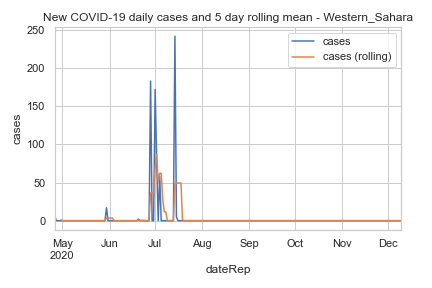 New COVID-19 daily cases and 5 day rolling mean - Western_Sahara
250
200
150
100
50
0
cases
cases
cases (rolling)
May
2020
Jun
Jul
Aug
Sep
Oct
Nov
Dec
dateRep